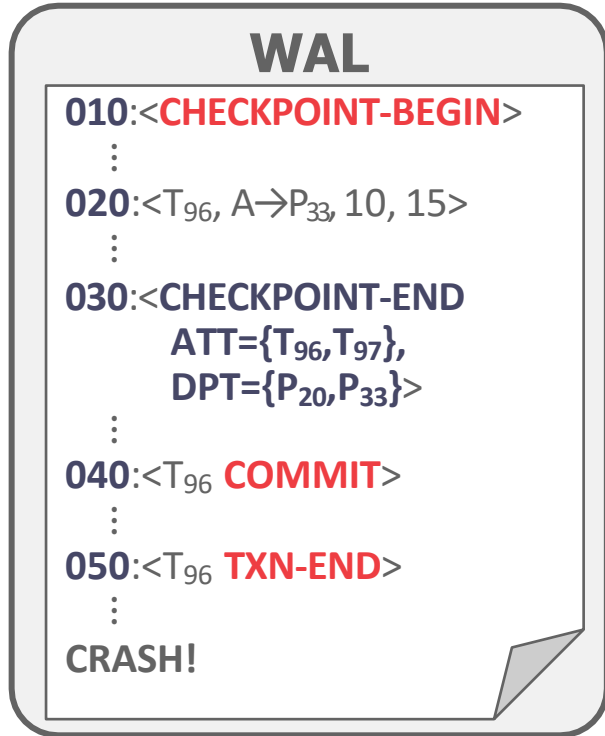 WAL
010:<CHECKPOINT-BEGIN>
⋮
020:<T₉₆, A→P₃₃, 10, 15>
⋮
030:<CHECKPOINT-END
ATT={T₉₆,T₉₇},
DPT={P₂₀,P₃₃}>
⋮
040:<T₉₆ COMMIT>
⋮
050:<T₉₆ TXN-END>
⋮
CRASH!